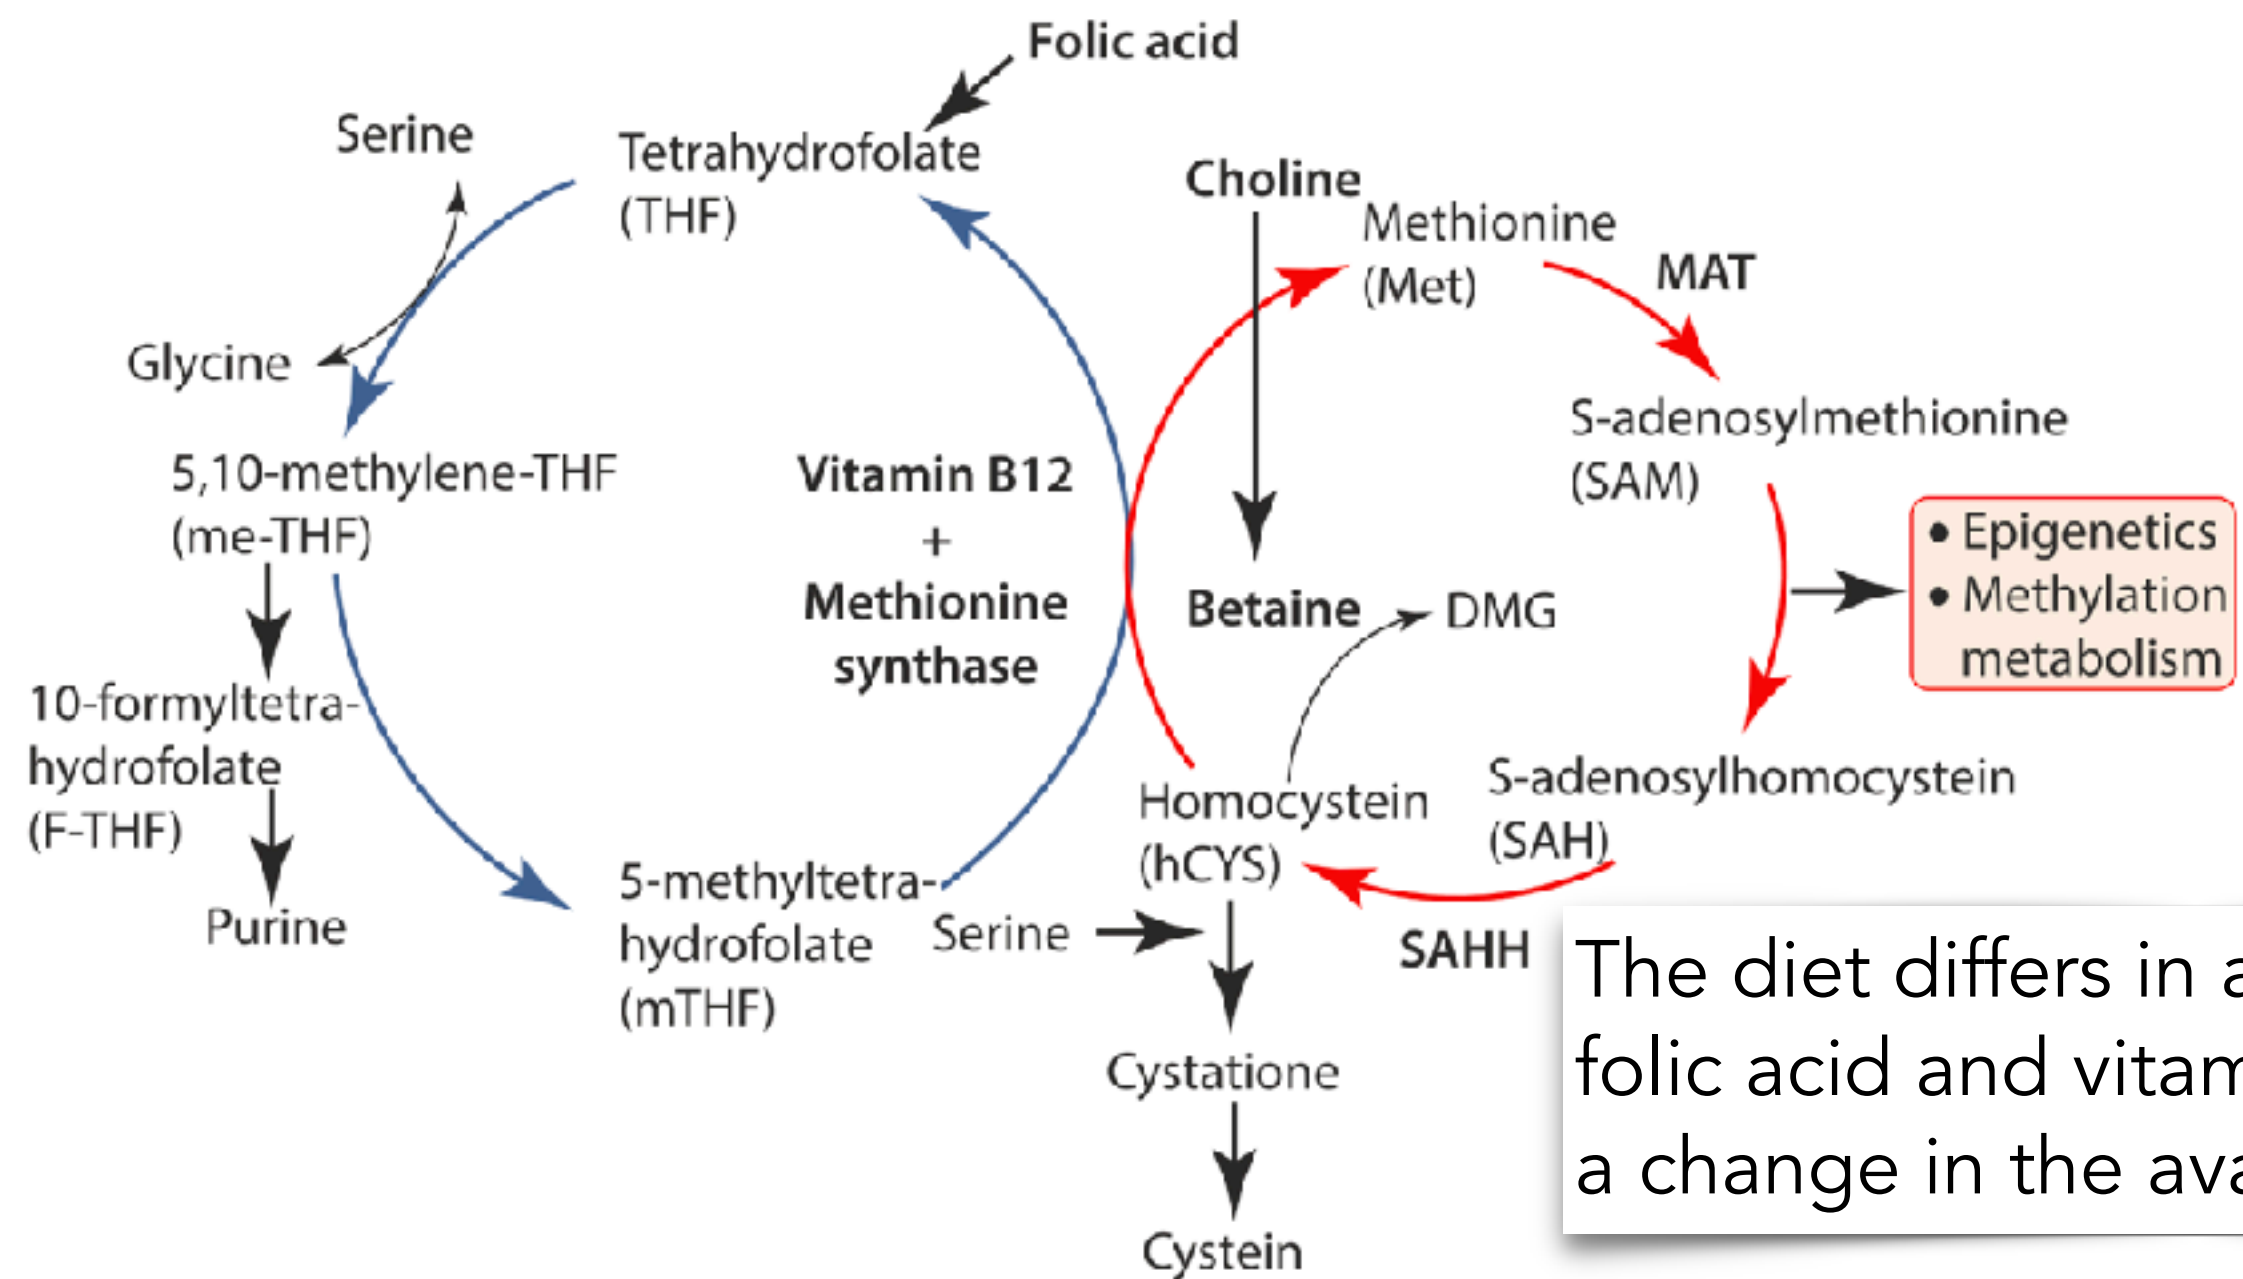 Folic acid
Serine
Tetrahydrofolate
(THF)
Choline
Methionine
(Met)
MAT
Glycine
S-adenosylmethionine
(SAM)
5,10-methylene-THF
(me-THF)
Vitamin B12
+
Methionine
synthase
• Epigenetics
• Methylation
metabolism
Betaine
DMG
10-formyltetra-
hydrofolate
(F-THF)
Homocystein
(hCYS)
S-adenosylhomocystein
(SAH)
Purine
5-methyltetra-
hydrofolate
(mTHF)
Serine
SAHH
The diet differs in
folic acid and
a change in the
Cystatione
Cystein